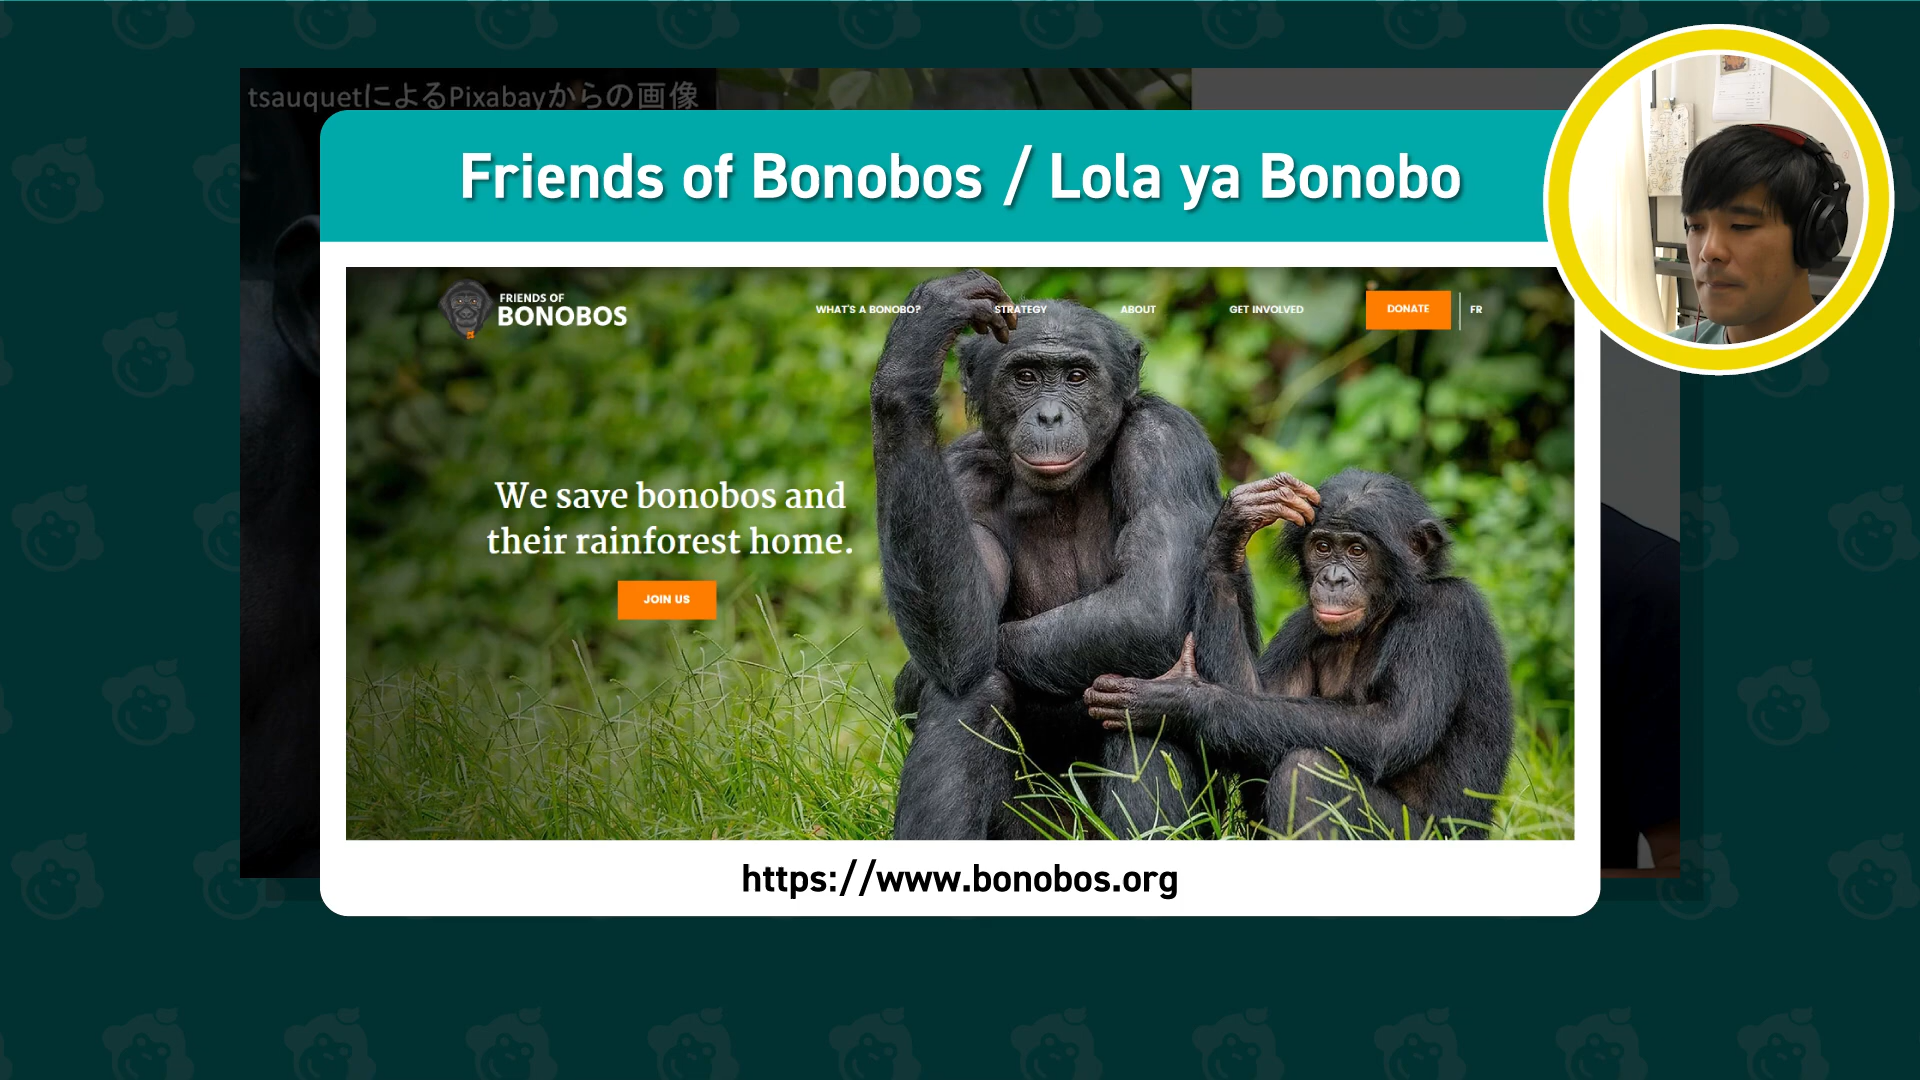 tsauquetによるPixabayからの画像
Friends of Bonobos / Lola ya Bonobo
FRIENDS OF
BONOBOS
WHAT'S A BONOBO?
STRATEGY
ABOUT
GET INVOLVED
DONATE
FR
We save bonobos and
their rainforest home.
JOIN US
https://www.bonobos.org